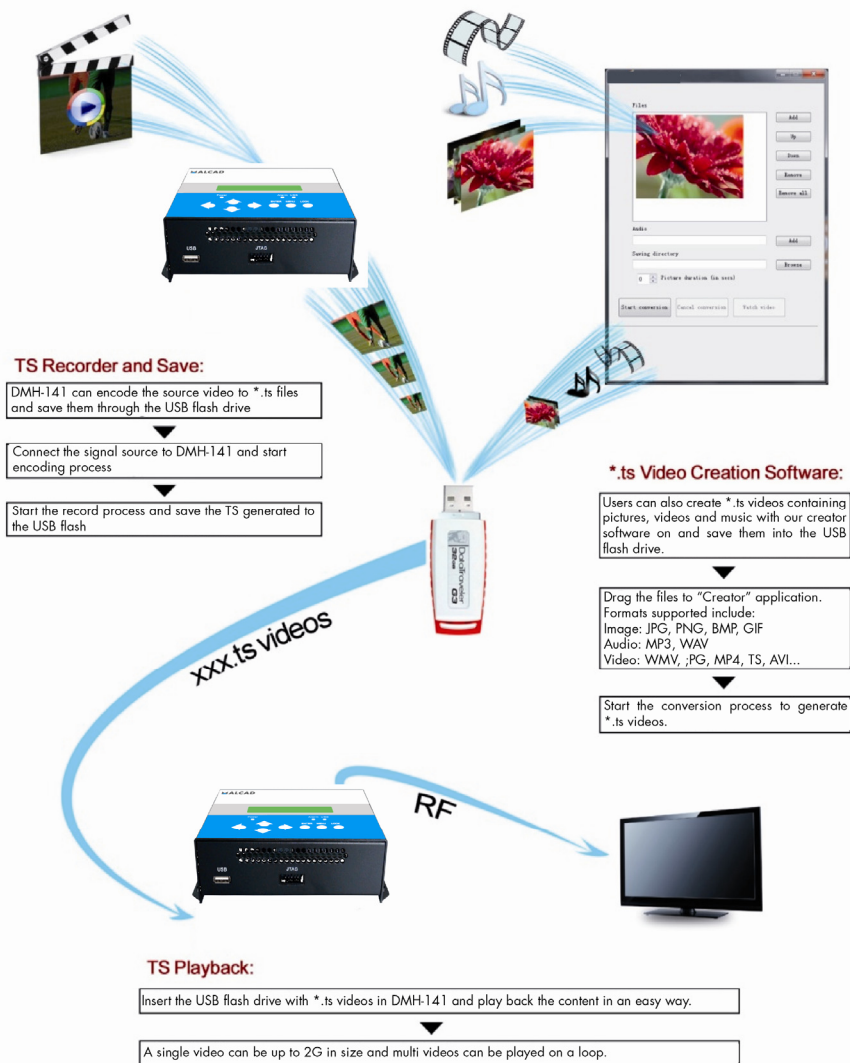 ALCAD
USB
JTAG
Files
Add
Up
Down
Remove
Remove all
Audio
Add
Saving directory
Browse
0 Picture duration (in secs)
Start conversion Cancel conversion Watch video
TS Recorder and Save:
DMH-141 can encode the source video to *.ts files
and save them through the USB flash drive
Connect the signal source to DMH-141 and start
encoding process
Start the record process and save the TS generated to
the USB flash
*.ts Video Creation Software:
Users can also create *.ts videos containing
pictures, videos and music with our creator
software on and save them into the USB
flash drive.
Drag the files to “Creator” application.
Formats supported include:
Image: JPG, PNG, BMP, GIF
Audio: MP3, WAV
Video: WMV, ;PG, MP4, TS, AVI...
Start the conversion process to generate
*.ts videos.
DataTraveler G3
32GB
xxx.ts videos
RF
ALCAD
USB
JTAG
TS Playback:
Insert the USB flash drive with *.ts videos in DMH-141 and play back the content in an easy way.
A single video can be up to 2G in size and multi videos can be played on a loop.